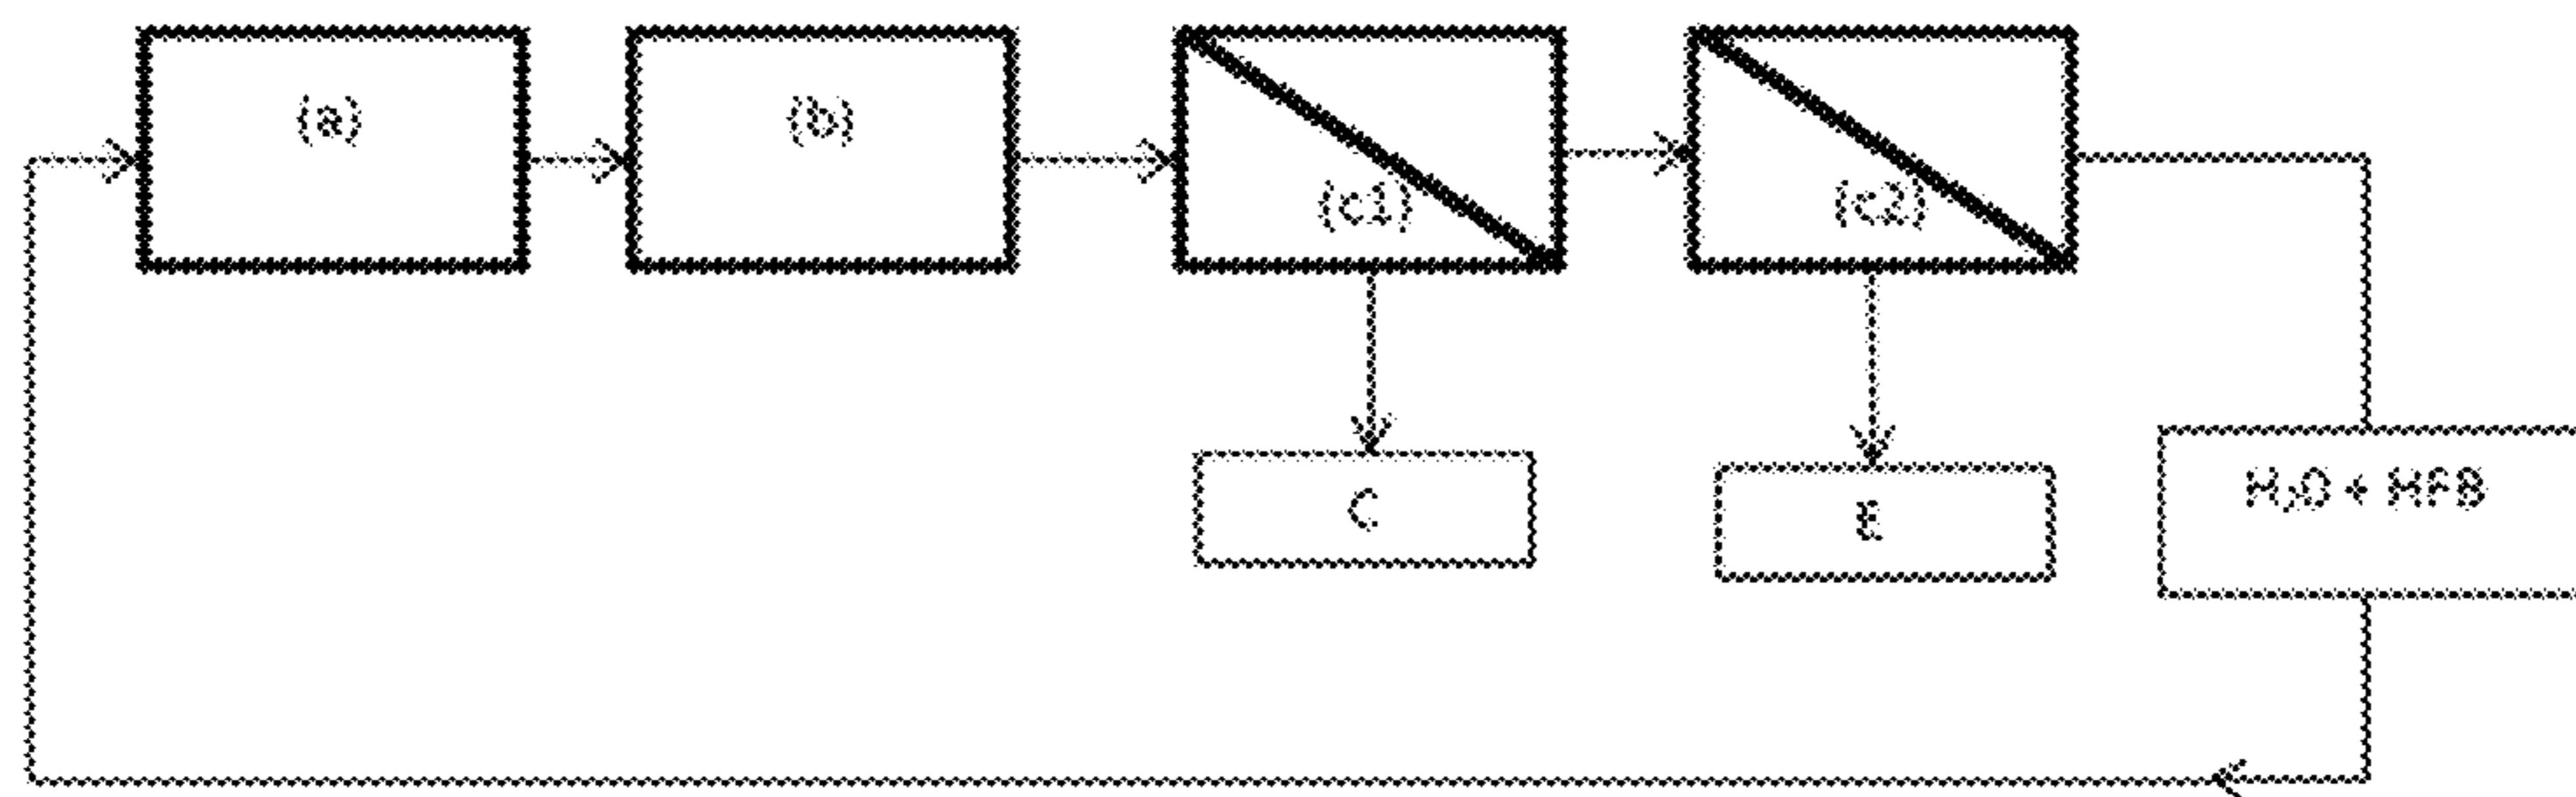 (a)
(b)
(c1)
(c2)
C
E
H₂O + HFB